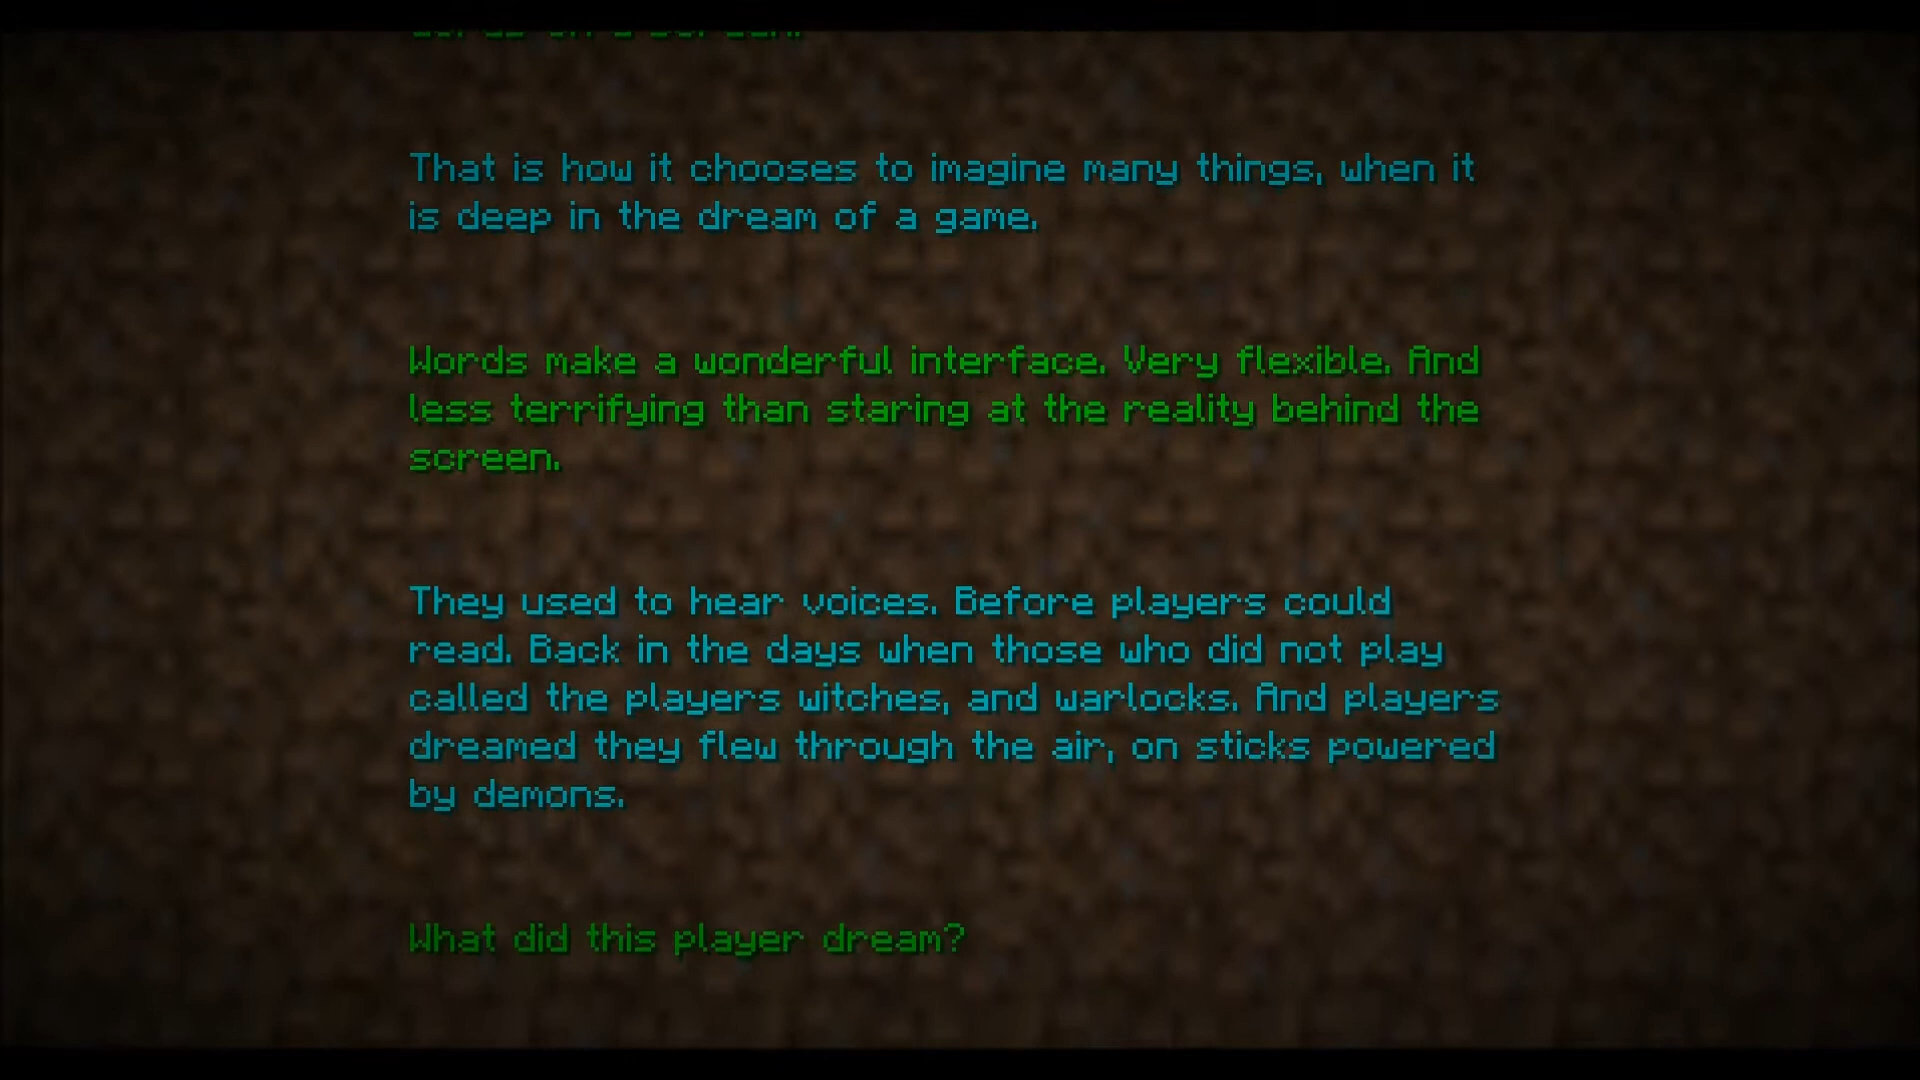 That is how it chooses to imagine many things, when it
is deep in the dream of a game.
Words make a wonderful interface. Very flexible. And
less terrifying than staring at the reality behind the
screen.
They used to hear voices. Before players could
read. Back in the days when those who did not play
called the players witches, and warlocks. And players
dreamed they flew through the air, on sticks powered
by demons.
What did this player dream?